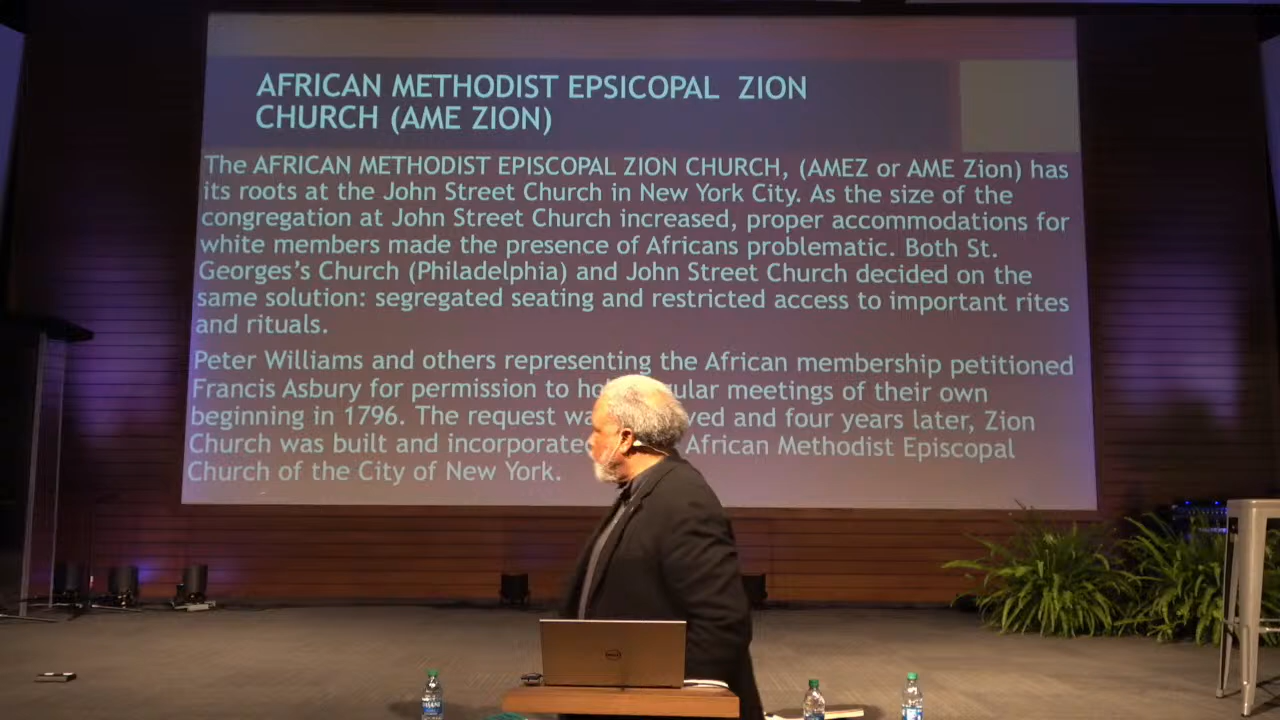 AFRICAN METHODIST EPSICOPAL ZION
CHURCH (AME ZION)
The AFRICAN METHODIST EPISCOPAL ZION CHURCH, (AMEZ or AME Zion) has
its roots at the John Street Church in New York City. As the size of the
congregation at John Street Church increased, proper accommodations for
white members made the presence of Africans problematic. Both St.
Georges's Church (Philadelphia) and John Street Church decided on the
same solution: segregated seating and restricted access to important rites
and rituals.
Peter Williams and others representing the African membership petitioned
Francis Asbury for permission to meetings of their own
beginning in 1796. The request and four years later, Zion
Church was built and African Methodist Episcopal
Church of the City of New York.
DELL
DASANI